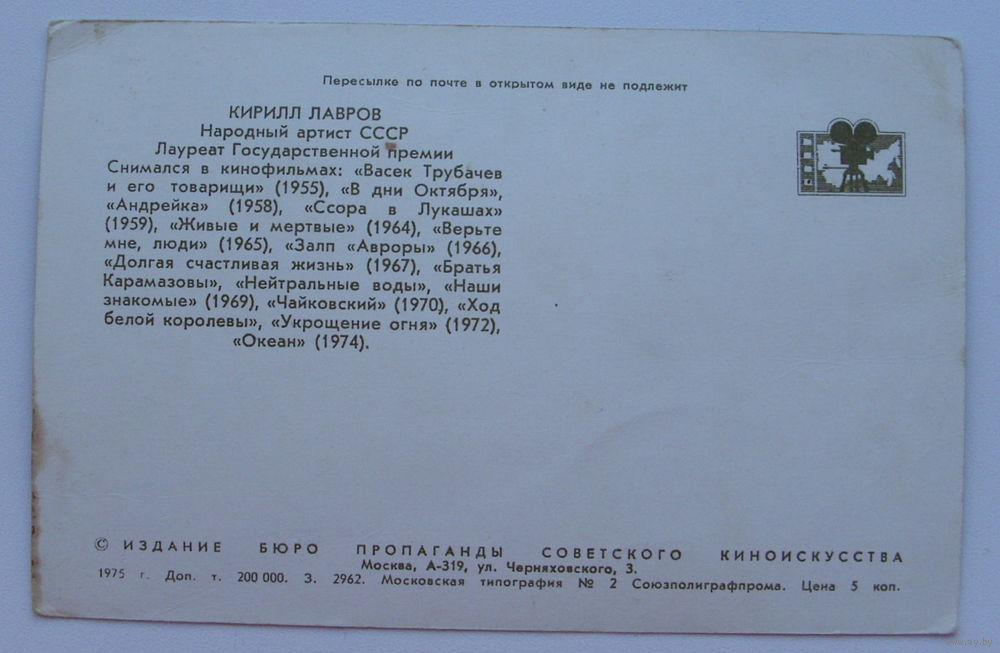 Пересылке по почте в открытом виде не подлежит
КИРИЛЛ ЛАВРОВ
Народный артист СССР
Лауреат Государственной премии
Снимался в кинофильмах: «Васек Трубачев
и его товарищи» (1955), «В дни Октября»,
«Андрейка» (1958), «Ссора в Лукашах»
(1959), «Живые и мертвые» (1964), «Верьте
мне, люди» (1965), «Залп «Авроры» (1966),
«Долгая счастливая жизнь» (1967), «Братья
Карамазовы», «Нейтральные воды», «Наши
знакомые» (1969), «Чайковский» (1970), «Ход
белой королевы», «Укрощение огня» (1972),
«Океан» (1974).
© ИЗДАНИЕ БЮРО ПРОПАГАНДЫ СОВЕТСКОГО КИНОИСКУССТВА
Москва, А-319, ул. Черняховского, 3.
1975 г. Доп. т. 200 000. З. 2962. Московская типография № 2 Союзполиграфпрома. Цена 5 коп.
www.ay.by